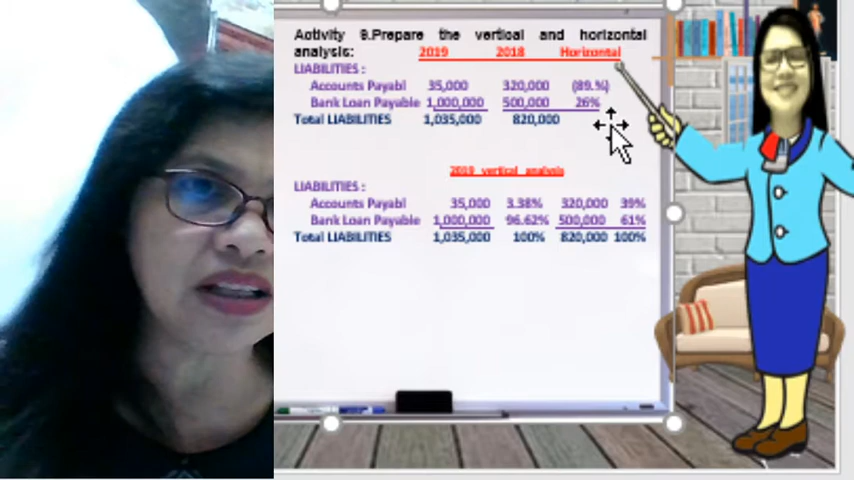 Activity 9.Prepare the vertical and horizontal
analysis: 2019 2018 Horizontal
LIABILITIES :
Accounts Payabl 35,000 320,000 (89.%)
Bank Loan Payable 1,000,000 500,000 26%
Total LIABILITIES 1,035,000 820,000
vertical analysis
LIABILITIES :
Accounts Payabl 35,000 3.38% 320,000 39%
Bank Loan Payable 1,000,000 96.62% 500,000 61%
Total LIABILITIES 1,035,000 100% 820,000 100%